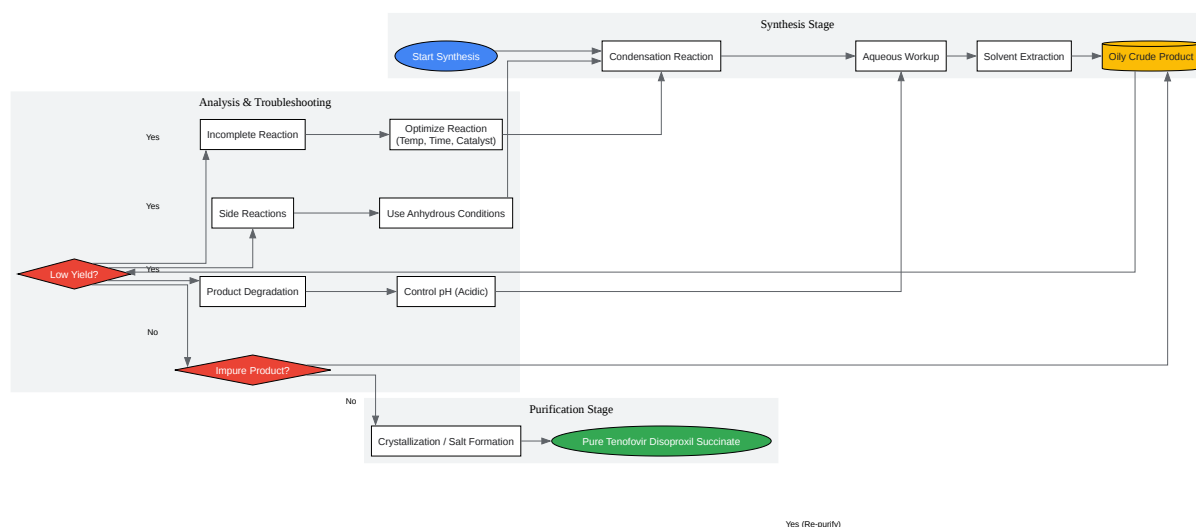 Synthesis Stage
Start Synthesis
Condensation Reaction
Aqueous Workup
Solvent Extraction
Oily Crude Product
Analysis & Troubleshooting
Yes
Incomplete Reaction
Optimize Reaction
(Temp, Time, Catalyst)
Yes
Side Reactions
Use Anhydrous Conditions
Low Yield?
Yes
Product Degradation
Control pH (Acidic)
No
Impure Product?
No
Purification Stage
Crystallization / Salt Formation
Pure Tenofovir Disoproxil Succinate
Yes (Re-purify)